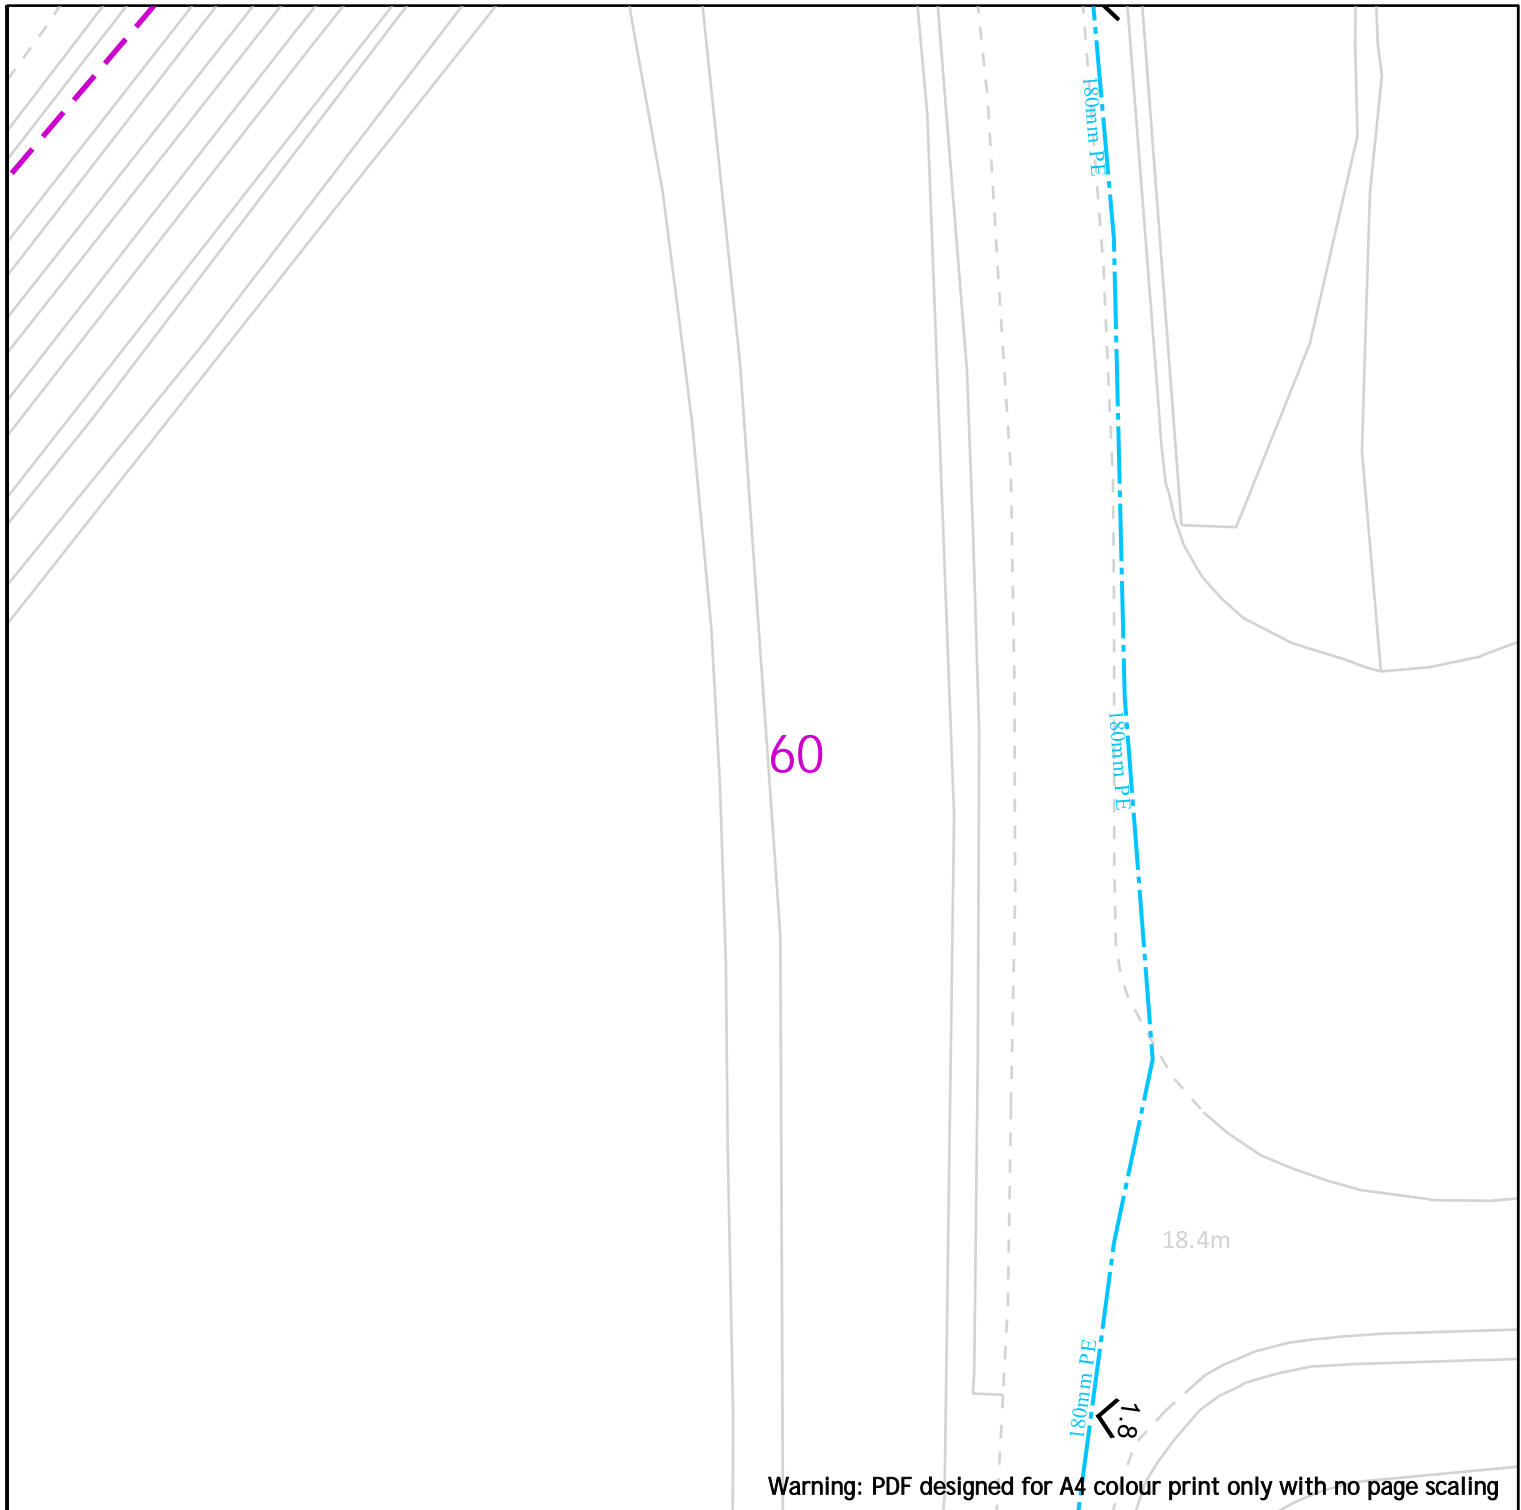 180mm PE
180mm PE
60
18.4m
180mm PE
1.8
Warning: PDF designed for A4 colour print only with no page scaling